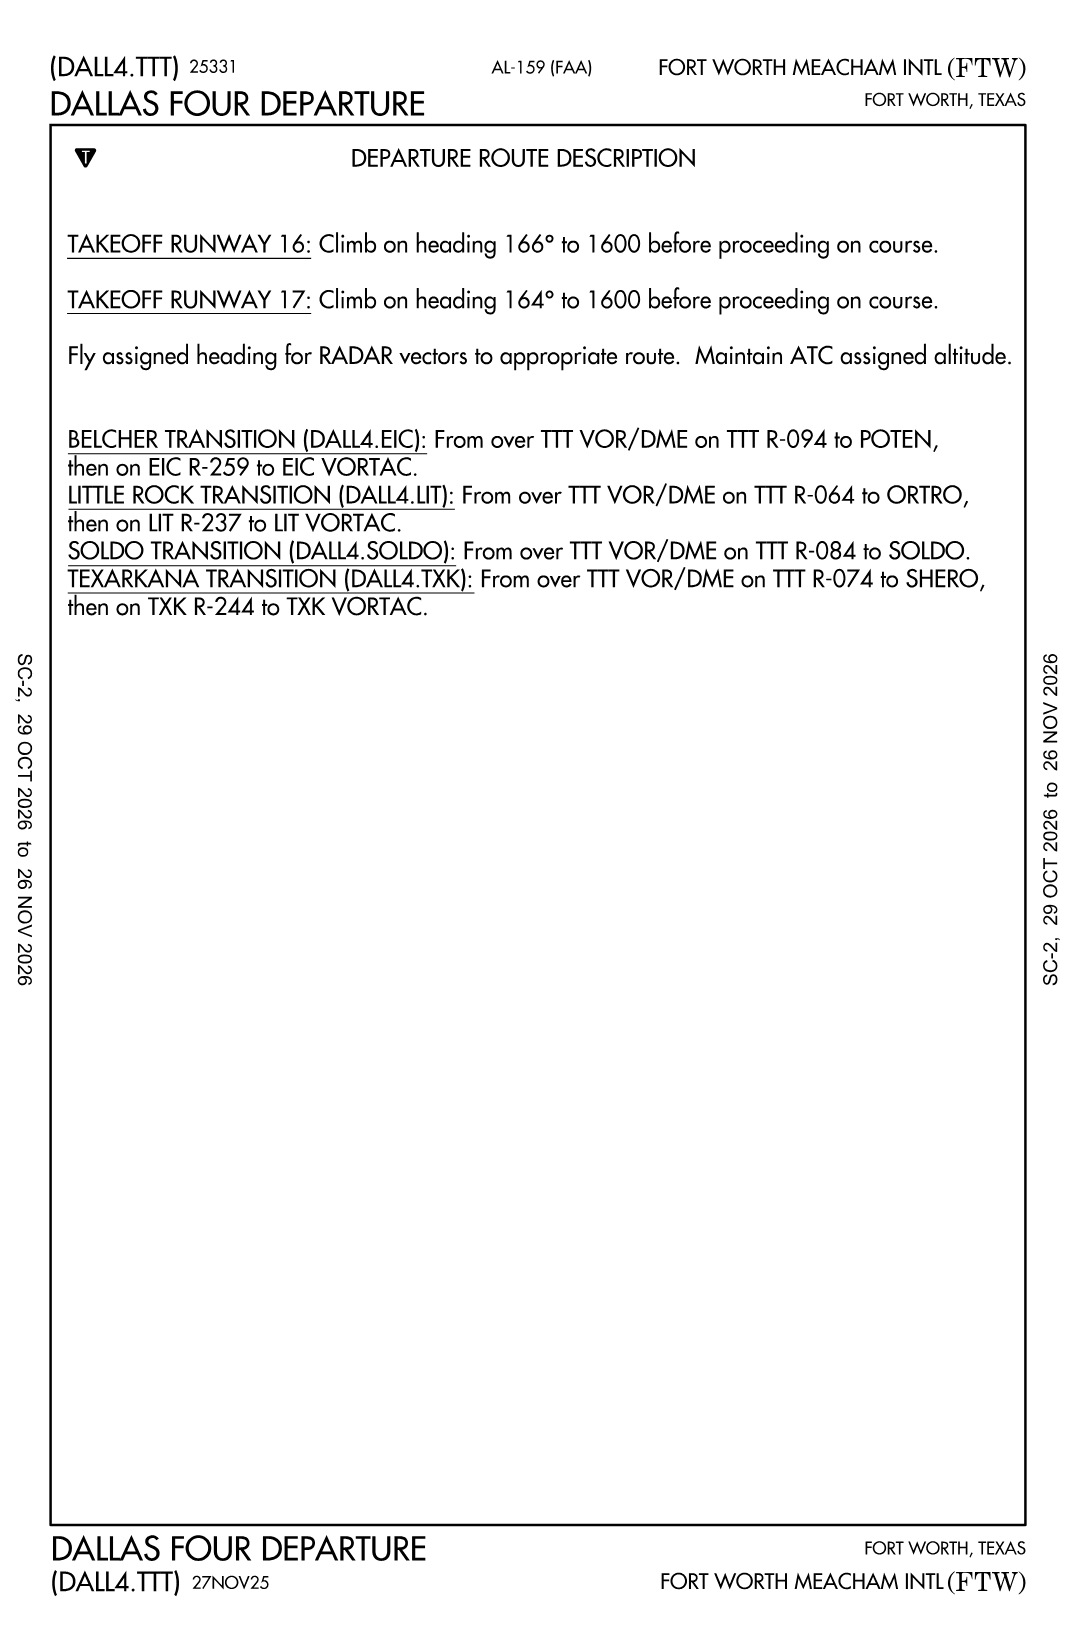 (DALL4.TTT) 25331 AL-159 (FAA) FORT WORTH MEACHAM INTL (FTW)
DALLAS FOUR DEPARTURE FORT WORTH, TEXAS
T DEPARTURE ROUTE DESCRIPTION
TAKEOFF RUNWAY 16: Climb on heading 166° to 1600 before proceeding on course.
TAKEOFF RUNWAY 17: Climb on heading 164° to 1600 before proceeding on course.
Fly assigned heading for RADAR vectors to appropriate route. Maintain ATC assigned altitude.
BELCHER TRANSITION (DALL4.EIC): From over TTT VOR/DME on TTT R-094 to POTEN,
then on EIC R-259 to EIC VORTAC.
LITTLE ROCK TRANSITION (DALL4.LIT): From over TTT VOR/DME on TTT R-064 to ORTRO,
then on LIT R-237 to LIT VORTAC.
SOLDO TRANSITION (DALL4.SOLDO): From over TTT VOR/DME on TTT R-084 to SOLDO.
TEXARKANA TRANSITION (DALL4.TXK): From over TTT VOR/DME on TTT R-074 to SHERO,
then on TXK R-244 to TXK VORTAC.
SC-2, 29 OCT 2026 to 26 NOV 2026
SC-2, 29 OCT 2026 to 26 NOV 2026
DALLAS FOUR DEPARTURE FORT WORTH, TEXAS
(DALL4.TTT) 27NOV25 FORT WORTH MEACHAM INTL (FTW)